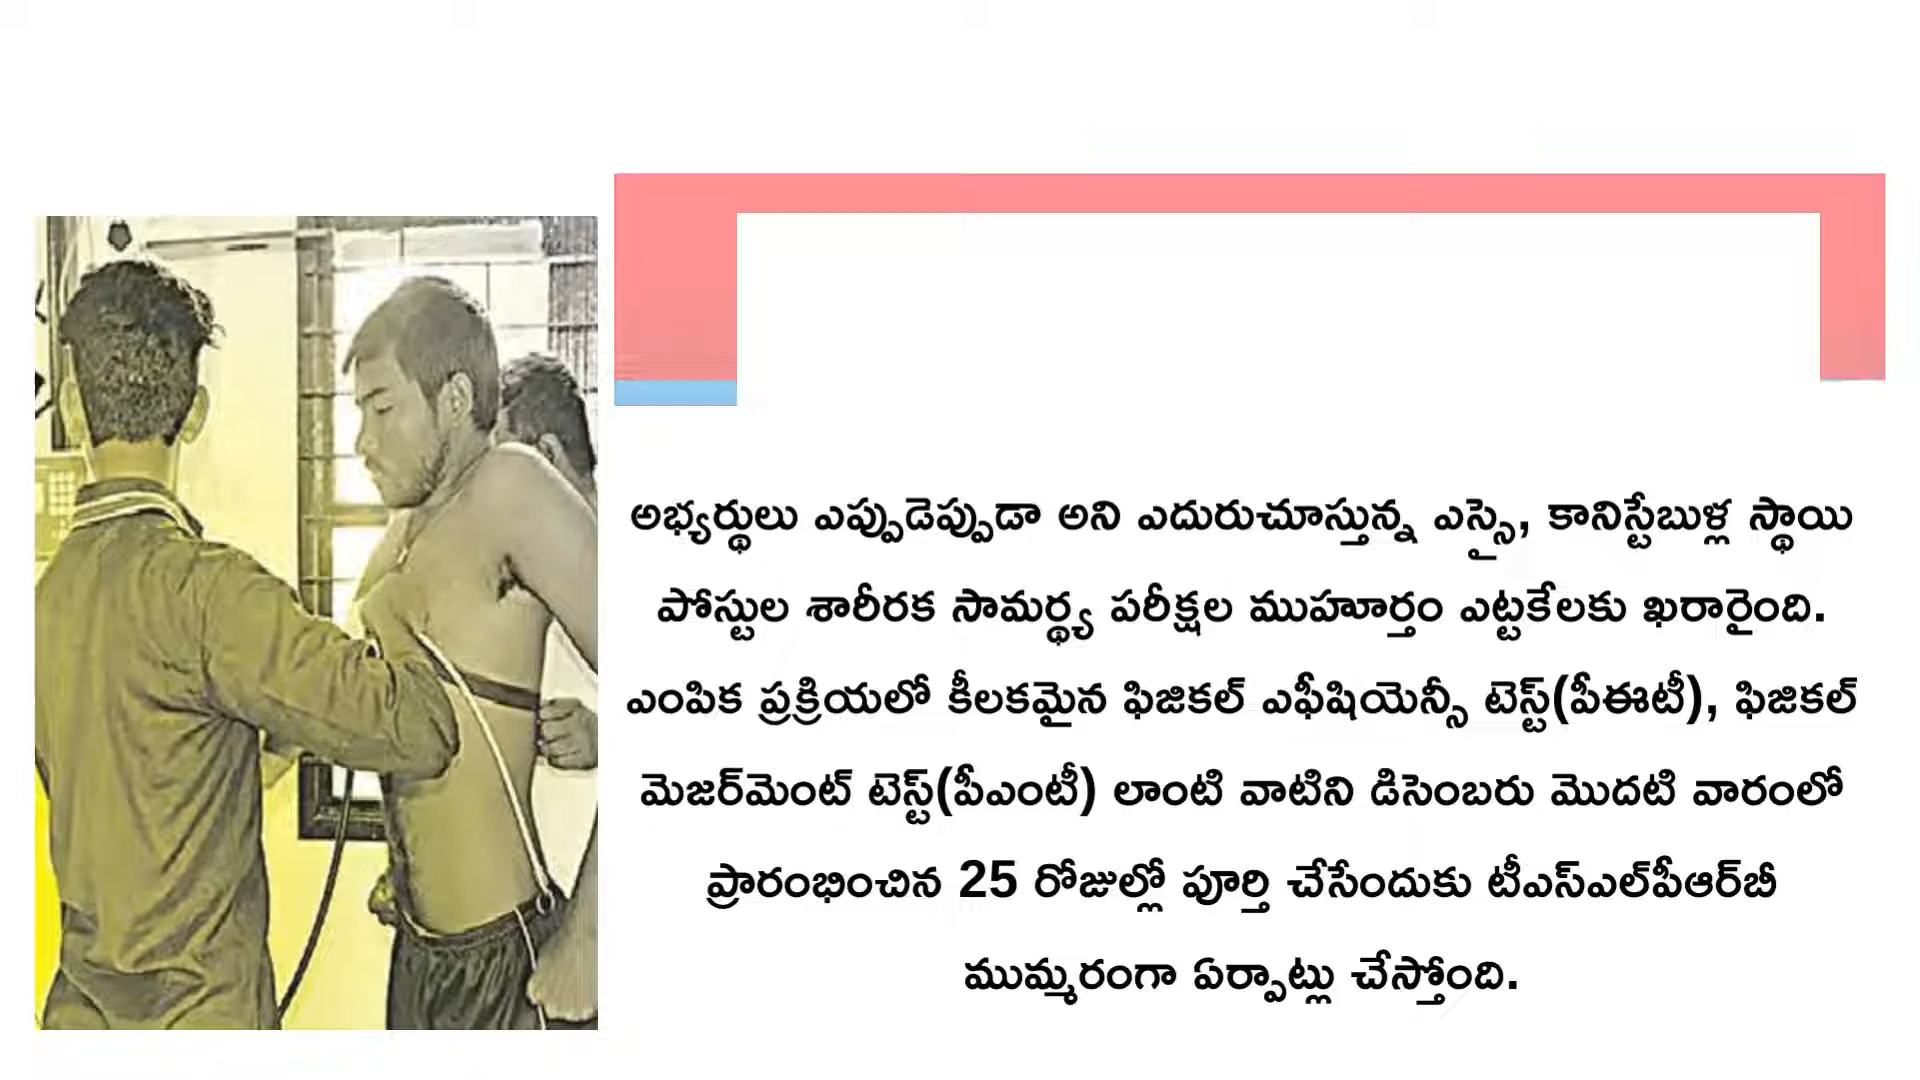 అభ్యర్థులు ఎప్పుడెప్పుడా అని ఎదురుచూస్తున్న ఎస్సై, కానిస్టేబుళ్ల స్థాయి
పోస్టుల శారీరక సామర్థ్య పరీక్షల ముహూర్తం ఎట్టకేలకు ఖరారైంది.
ఎంపిక ప్రక్రియలో కీలకమైన ఫిజికల్ ఎఫీషియెన్సీ టెస్ట్(పీఈటీ), ఫిజికల్
మెజర్‌మెంట్ టెస్ట్(పీఎంటీ) లాంటి వాటిని డిసెంబరు మొదటి వారంలో
ప్రారంభించిన 25 రోజుల్లో పూర్తి చేసేందుకు టీఎస్ఎల్‌పీఆర్‌బీ
ముమ్మరంగా ఏర్పాట్లు చేస్తోంది.